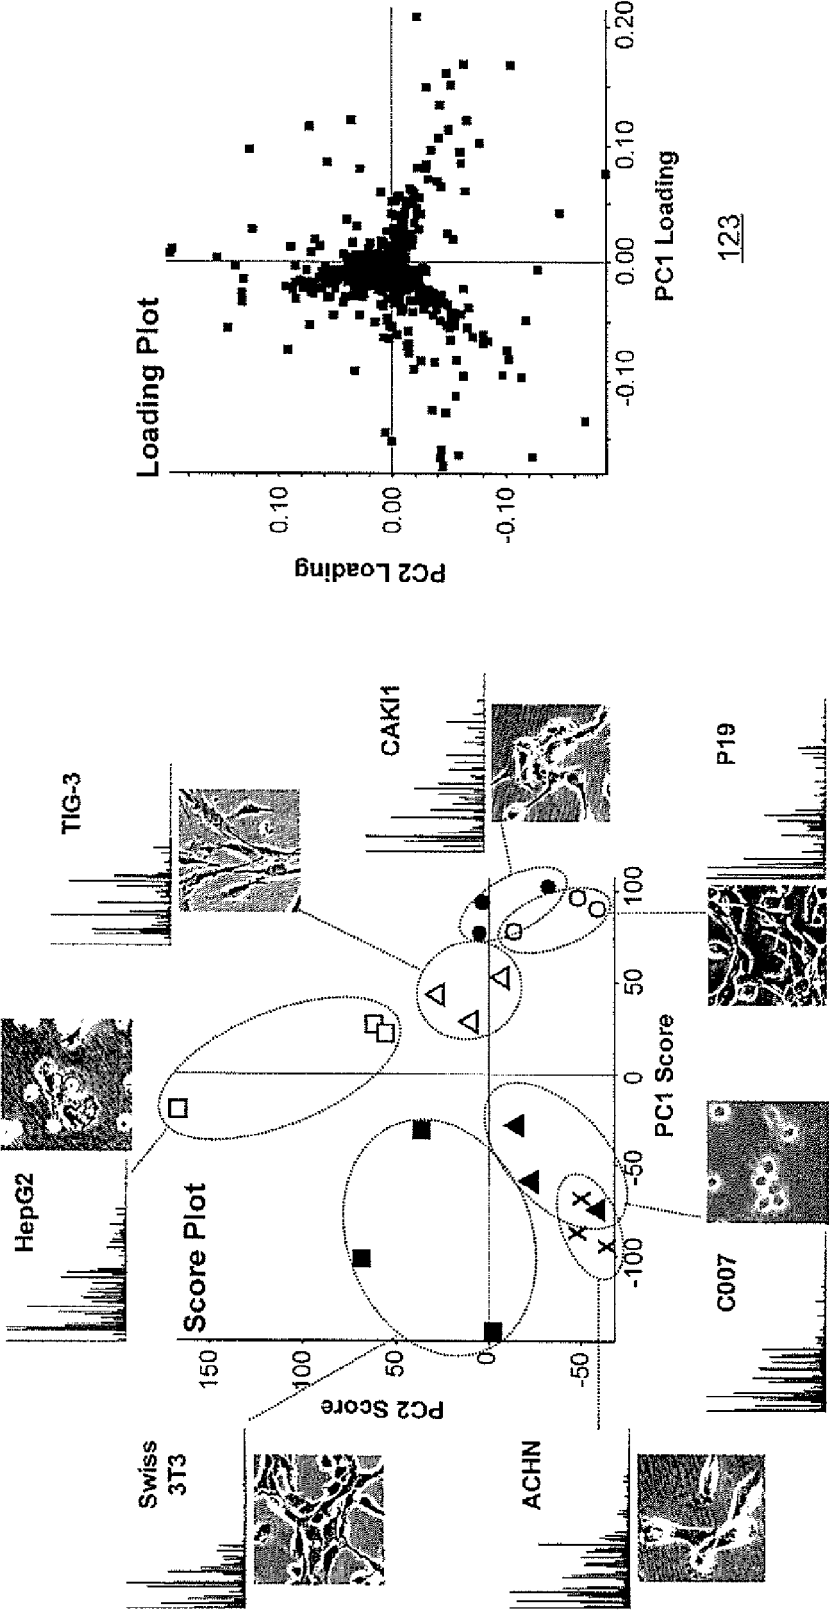 HepG2
TIG-3
CAKI1
P19
C007
ACHN
Swiss
3T3
Score Plot
PC2 Score
150
100
50
0
-50
-100
-50
0
50
100
PC1 Score
Loading Plot
PC2 Loading
0.10
0.00
-0.10
-0.10
0.00
0.10
0.20
PC1 Loading
123